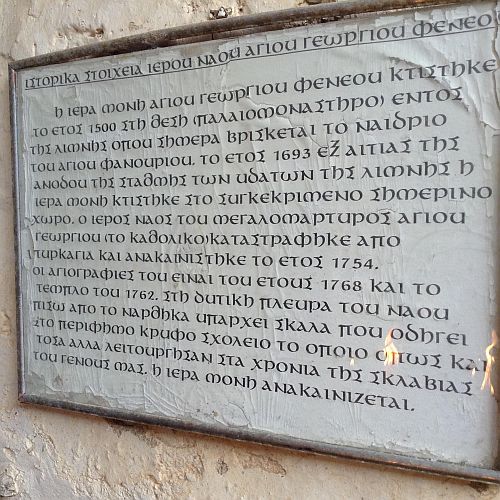 ΙΣΤΟΡΙΚΑ ΣΤΟΙΧΕΙΑ ΙΕΡΟΥ ΝΑΟΥ ΑΓΙΟΥ ΓΕΩΡΓΙΟΥ ΦΕΝΕΟΥ
Η ΙΕΡΑ ΜΟΝΗ ΑΓΙΟΥ ΓΕΩΡΓΙΟΥ ΦΕΝΕΟΥ ΚΤΙΣΤΗΚΕ
ΤΟ ΕΤΟΣ 1500 ΣΤΗ ΘΕΣΗ (ΠΑΛΑΙΟΜΟΝΑΣΤΗΡΟ) ΕΝΤΟΣ
ΤΗΣ ΛΙΜΝΗΣ ΟΠΟΥ ΣΗΜΕΡΑ ΒΡΙΣΚΕΤΑΙ ΤΟ ΝΑΙΔΡΙΟ
ΤΟΥ ΑΓΙΟΥ ΦΑΝΟΥΡΙΟΥ. ΤΟ ΕΤΟΣ 1693 ΕΞ ΑΙΤΙΑΣ ΤΗΣ
ΑΝΟΔΟΥ ΤΗΣ ΣΤΑΘΜΗΣ ΤΩΝ ΥΔΑΤΩΝ ΤΗΣ ΛΙΜΝΗΣ Η
ΙΕΡΑ ΜΟΝΗ ΚΤΙΣΤΗΚΕ ΣΤΟ ΣΥΓΚΕΚΡΙΜΕΝΟ ΣΗΜΕΡΙΝΟ
ΧΩΡΟ. Ο ΙΕΡΟΣ ΝΑΟΣ ΤΟΥ ΜΕΓΑΛΟΜΑΡΤΥΡΟΣ ΑΓΙΟΥ
ΓΕΩΡΓΙΟΥ (ΤΟ ΚΑΘΟΛΙΚΟ) ΚΑΤΑΣΤΡΑΦΗΚΕ ΑΠΟ
ΠΥΡΚΑΓΙΑ ΚΑΙ ΑΝΑΚΑΙΝΙΣΤΗΚΕ ΤΟ ΕΤΟΣ 1754.
ΟΙ ΑΓΙΟΓΡΑΦΙΕΣ ΤΟΥ ΕΙΝΑΙ ΤΟΥ ΕΤΟΥΣ 1768 ΚΑΙ ΤΟ
ΤΕΜΠΛΟ ΤΟΥ 1762. ΣΤΗ ΔΥΤΙΚΗ ΠΛΕΥΡΑ ΤΟΥ ΝΑΟΥ
ΠΙΣΩ ΑΠΟ ΤΟ ΝΑΡΘΗΚΑ ΥΠΑΡΧΕΙ ΣΚΑΛΑ ΠΟΥ ΟΔΗΓΕΙ
ΣΤΟ ΠΕΡΙΦΗΜΟ ΚΡΥΦΟ ΣΧΟΛΕΙΟ ΤΟ ΟΠΟΙΟ ΟΠΩΣ ΚΑΙ
ΤΟΣΑ ΑΛΛΑ ΛΕΙΤΟΥΡΓΗΣΑΝ ΣΤΑ ΧΡΟΝΙΑ ΤΗΣ ΣΚΛΑΒΙΑΣ
ΤΟΥ ΓΕΝΟΥΣ ΜΑΣ. Η ΙΕΡΑ ΜΟΝΗ ΑΝΑΚΑΙΝΙΖΕΤΑΙ.